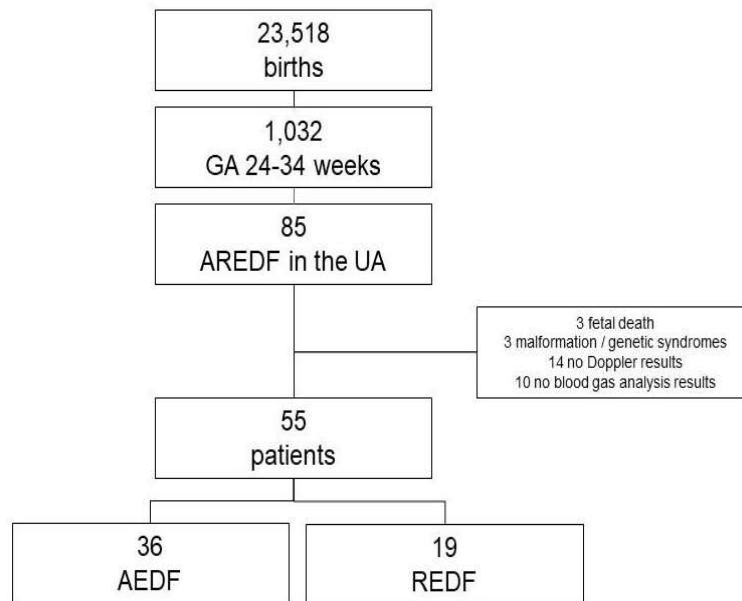 23,518
births
1,032
GA 24-34 weeks
85
AREDF in the UA
3 fetal death
3 malformation / genetic syndromes
14 no Doppler results
10 no blood gas analysis results
55
patients
36
AEDF
19
REDF